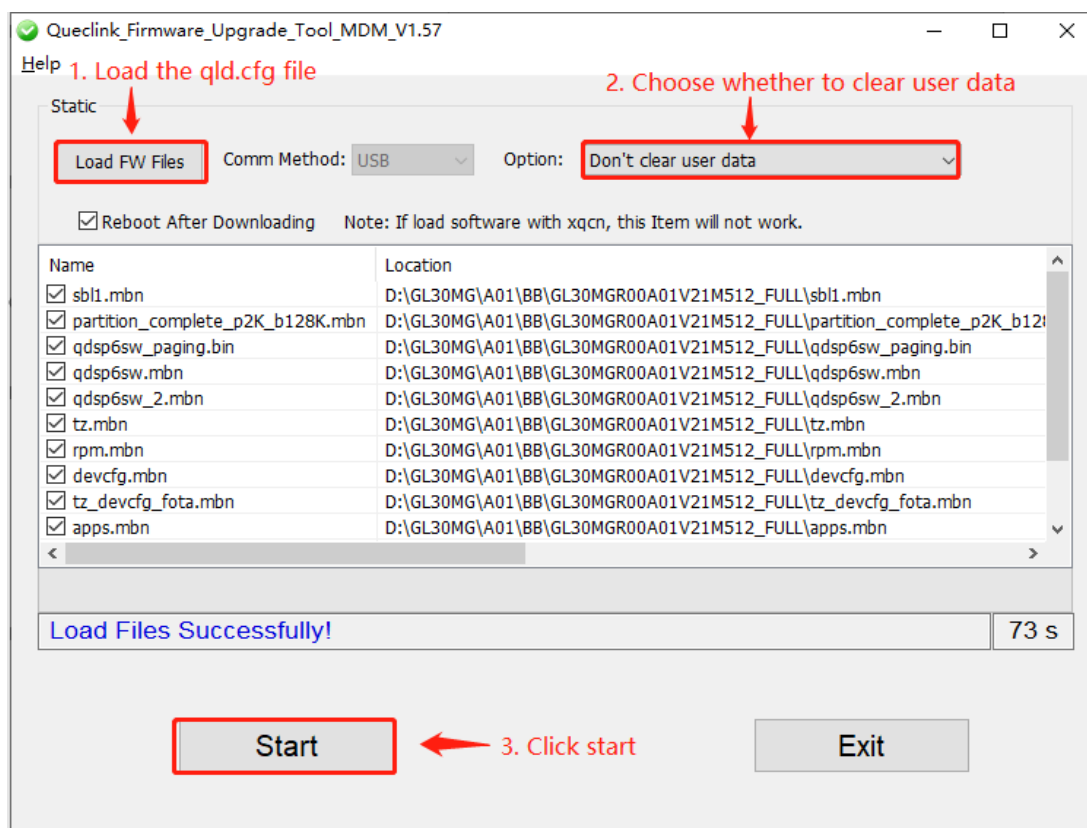 Queclink_Firmware_Upgrade_Tool_MDM_V1.57
Help
1. Load the qld.cfg file
2. Choose whether to clear user data
Static
Load FW Files
Comm Method: USB
Option: Don't clear user data
Reboot After Downloading Note: If load software with xqcn, this Item will not work.
Name Location
sbl1.mbn D:\GL30MG\A01\BB\GL30MGR00A01V21M512_FULL\sbl1.mbn
partition_complete_p2K_b128K.mbn D:\GL30MG\A01\BB\GL30MGR00A01V21M512_FULL\partition_complete_p2K_b128
qdsp6sw_paging.bin D:\GL30MG\A01\BB\GL30MGR00A01V21M512_FULL\qdsp6sw_paging.bin
qdsp6sw.mbn D:\GL30MG\A01\BB\GL30MGR00A01V21M512_FULL\qdsp6sw.mbn
qdsp6sw_2.mbn D:\GL30MG\A01\BB\GL30MGR00A01V21M512_FULL\qdsp6sw_2.mbn
tz.mbn D:\GL30MG\A01\BB\GL30MGR00A01V21M512_FULL\tz.mbn
rpm.mbn D:\GL30MG\A01\BB\GL30MGR00A01V21M512_FULL\rpm.mbn
devcfg.mbn D:\GL30MG\A01\BB\GL30MGR00A01V21M512_FULL\devcfg.mbn
tz_devcfg_fota.mbn D:\GL30MG\A01\BB\GL30MGR00A01V21M512_FULL\tz_devcfg_fota.mbn
apps.mbn D:\GL30MG\A01\BB\GL30MGR00A01V21M512_FULL\apps.mbn
Load Files Successfully! 73 s
Start
3. Click start
Exit